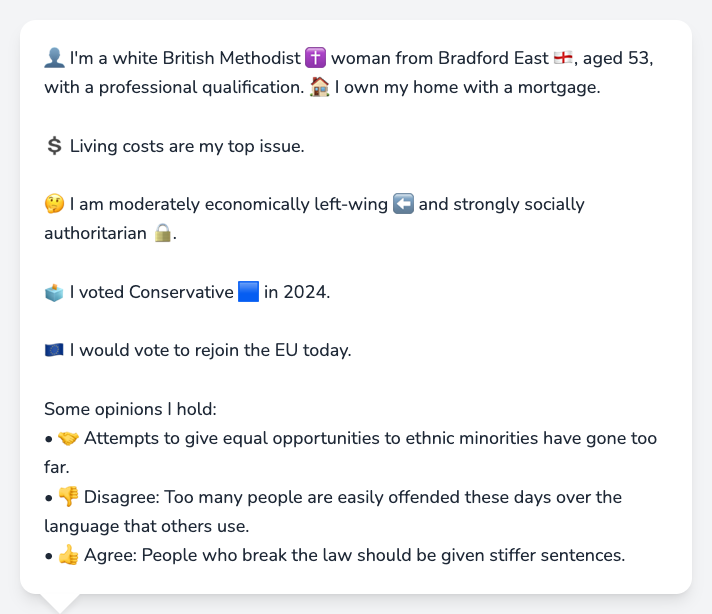 👤 I'm a white British Methodist ✝️ woman from Bradford East 🏴󠁧󠁢󠁥󠁮󠁧󠁿, aged 53,
with a professional qualification. 🏠 I own my home with a mortgage.
💲 Living costs are my top issue.
🤔 I am moderately economically left-wing ⬅️ and strongly socially
authoritarian 🔒.
🗳️ I voted Conservative 🟦 in 2024.
🇪🇺 I would vote to rejoin the EU today.
Some opinions I hold:
• 🤝 Attempts to give equal opportunities to ethnic minorities have gone too
far.
• 👎 Disagree: Too many people are easily offended these days over the
language that others use.
• 👍 Agree: People who break the law should be given stiffer sentences.